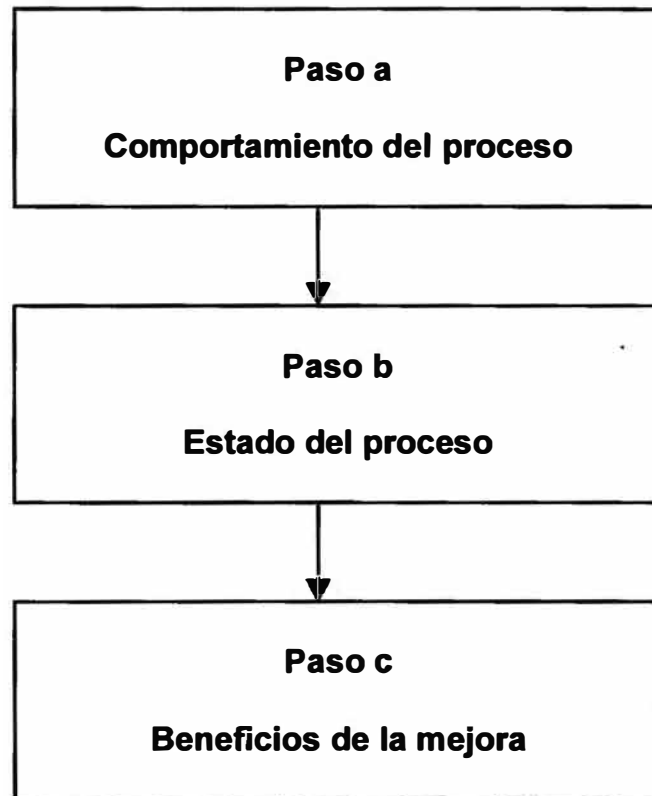 Paso a
Comportamiento del proceso
Paso b
Estado del proceso
Paso c
Beneficios de la mejora